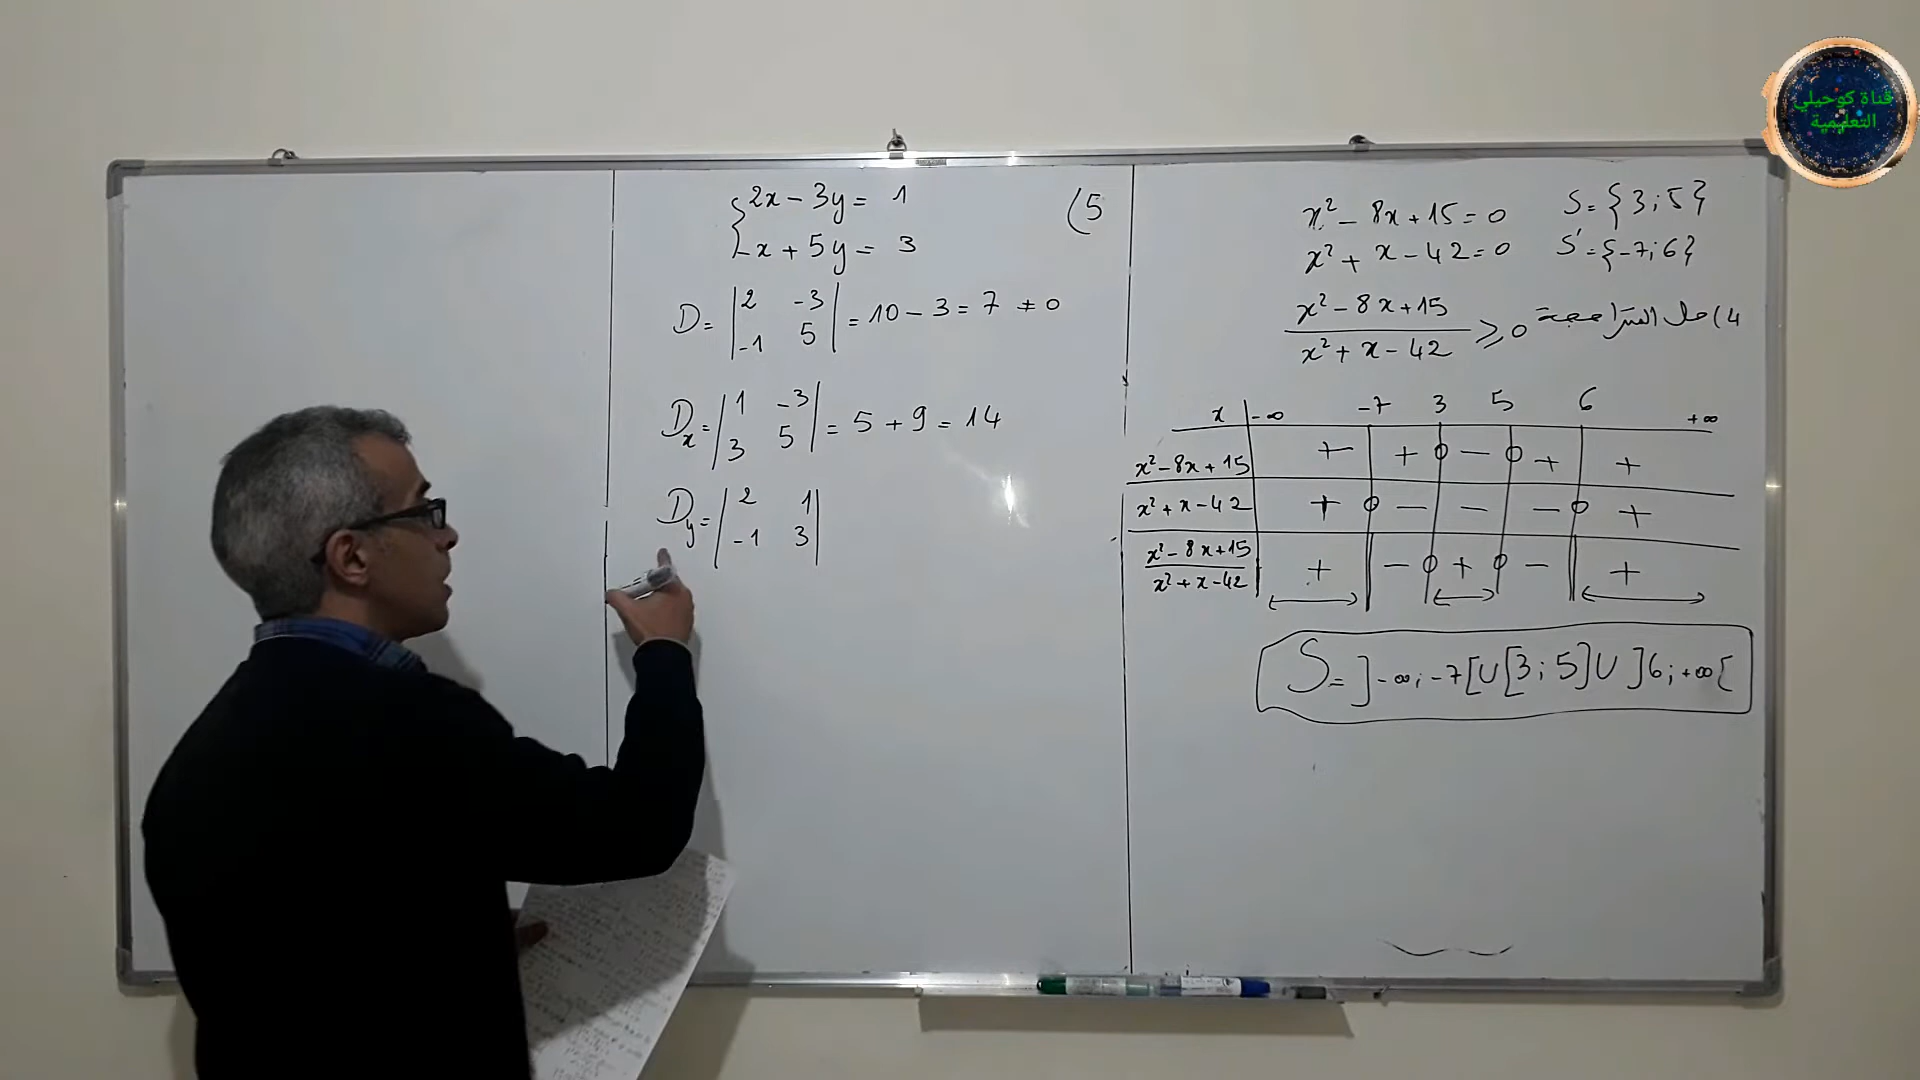 قناة كوحيلي
التعليمية
x² - 8x + 15 = 0 S = {3 ; 5}
x² + x - 42 = 0 S' = {-7 ; 6}
4) حل المتراجحة (x² - 8x + 15)/(x² + x - 42) ⩾ 0
x -∞ -7 3 5 6 +∞
x² - 8x + 15 + + 0 - 0 + +
x² + x - 42 + 0 - - - 0 +
(x² - 8x + 15)/(x² + x - 42) + || - 0 + 0 - || +
S = ]-∞ ; -7[ ∪ [3 ; 5] ∪ ]6 ; +∞[
(5
{ 2x - 3y = 1
-x + 5y = 3
D = | 2 -3 |
| -1 5 | = 10 - 3 = 7 ≠ 0
Dx = | 1 -3 |
| 3 5 | = 5 + 9 = 14
Dy = | 2 1 |
| -1 3 |